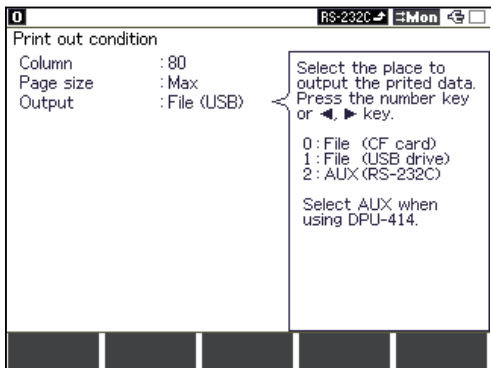 0 RS-232C Mon
Print out condition
Column :80
Page size :Max
Output :File (USB)
Select the place to
output the prited data.
Press the number key
or ◀, ▶ key.
0:File (CF card)
1:File (USB drive)
2:AUX(RS-232C)
Select AUX when
using DPU-414.